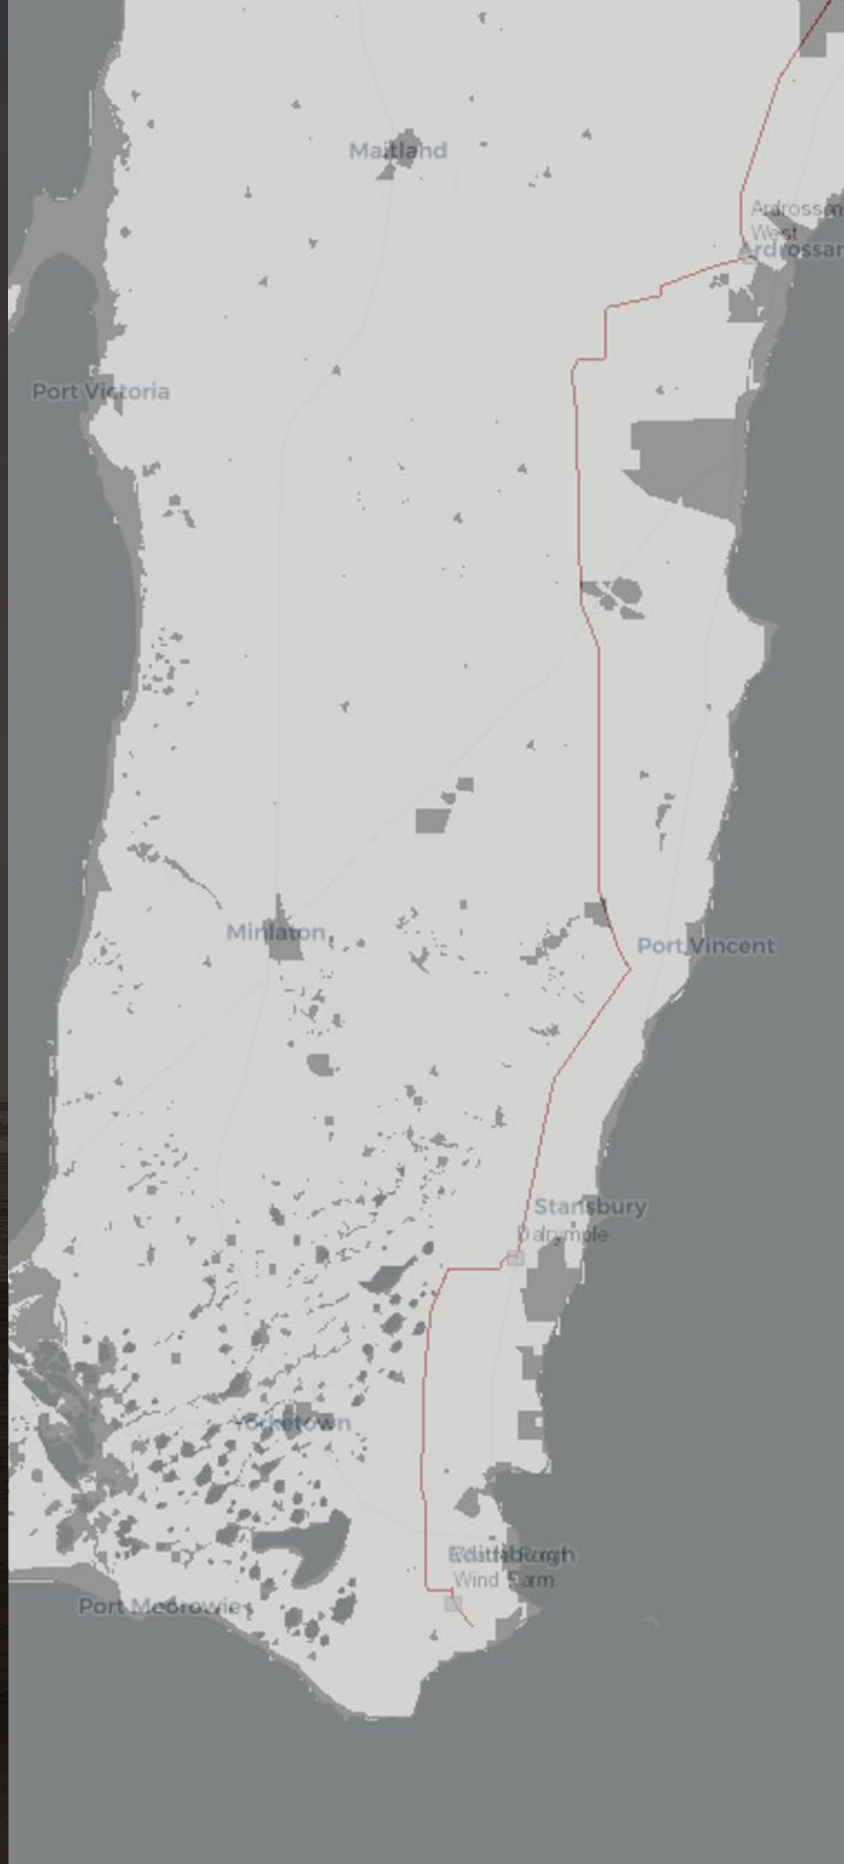 Maitland
Ardrossan
West
Ardrossan
Port Victoria
Minlaton
Port Vincent
Stansbury
Dalrymple
Yorketown
Wind Farm
Port Moorowie